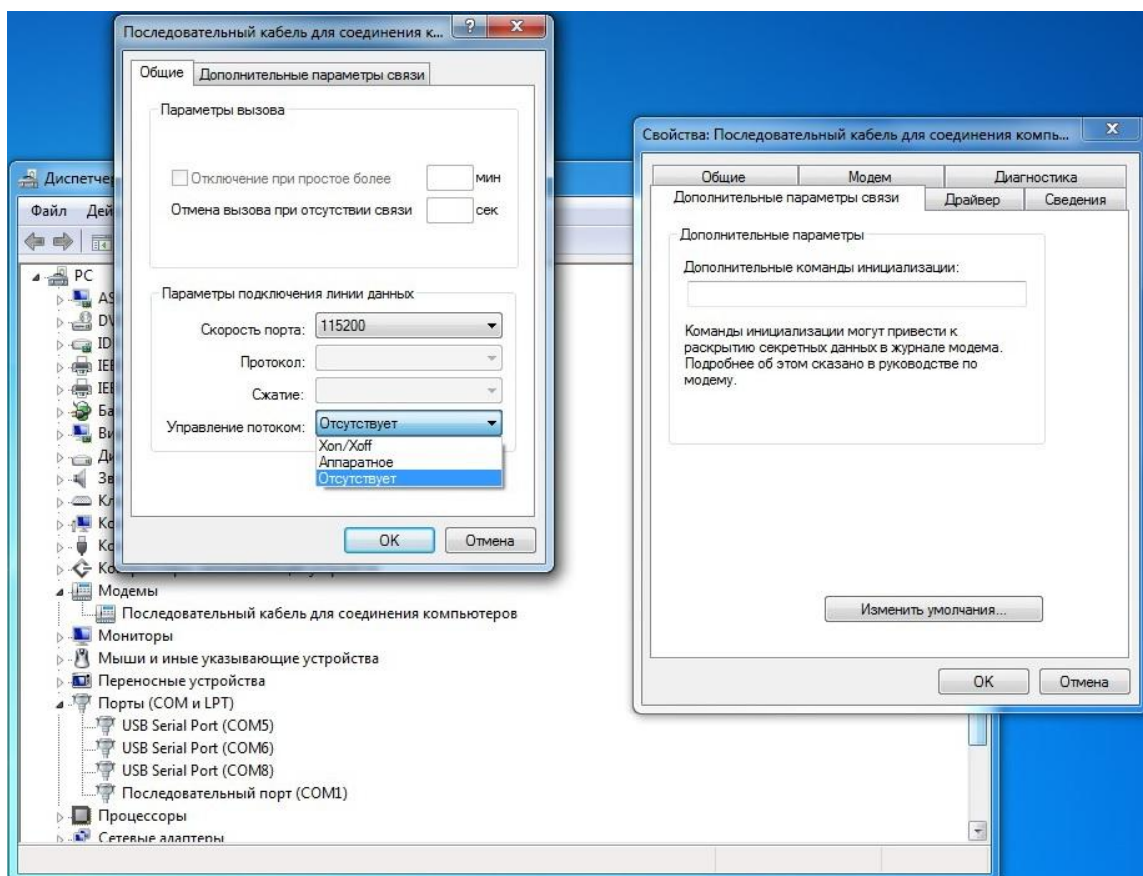 Последовательный кабель для соединения к...
Общие
Дополнительные параметры связи
Параметры вызова
Отключение при простое более
мин
Отмена вызова при отсутствии связи
сек
Параметры подключения линии данных
Скорость порта:
115200
Протокол:
Сжатие:
Управление потоком:
Отсутствует
Xon/Xoff
Аппаратное
Отсутствует
OK
Отмена
Свойства: Последовательный кабель для соединения компь...
Общие
Модем
Диагностика
Дополнительные параметры связи
Драйвер
Сведения
Дополнительные параметры
Дополнительные команды инициализации:
Команды инициализации могут привести к
раскрытию секретных данных в журнале модема.
Подробнее об этом сказано в руководстве по
модему.
Изменить умолчания...
OK
Отмена
Файл
PC
Модемы
Последовательный кабель для соединения компьютеров
Мониторы
Мыши и иные указывающие устройства
Переносные устройства
Порты (COM и LPT)
USB Serial Port (COM5)
USB Serial Port (COM6)
USB Serial Port (COM8)
Последовательный порт (COM1)
Процессоры
Сетевые адаптеры